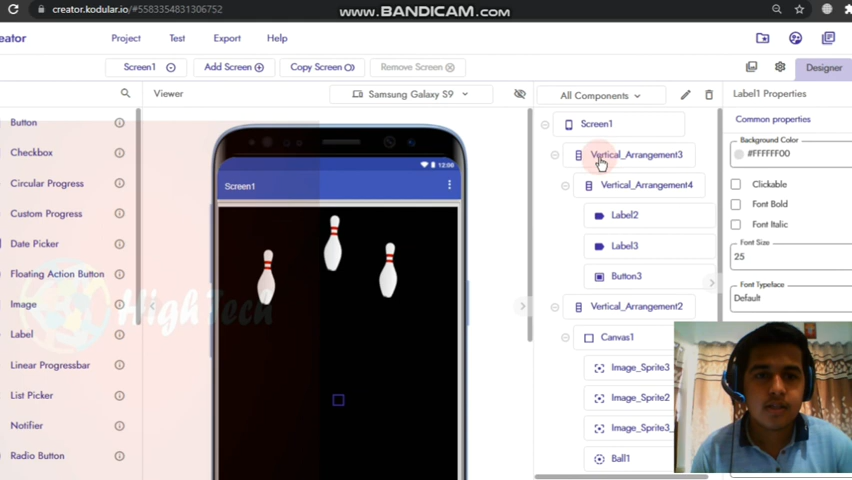 creator.kodular.io/#5583354831306752
www.BANDICAM.com
eator
Project
Test
Export
Help
Screen1
Add Screen
Copy Screen
Remove Screen
Designer
Viewer
Samsung Galaxy S9
All Components
Label1 Properties
Button
Checkbox
Circular Progress
Custom Progress
Date Picker
Floating Action Button
Image
Label
Linear Progressbar
List Picker
Notifier
Radio Button
12:08
Screen1
High Tech
Screen1
Vertical_Arrangement3
Vertical_Arrangement4
Label2
Label3
Button3
Vertical_Arrangement2
Canvas1
Image_Sprite3
Image_Sprite2
Image_Sprite3_
Ball1
Common properties
Background Color
#FFFFFF00
Clickable
Font Bold
Font Italic
Font Size
25
Font Typeface
Default